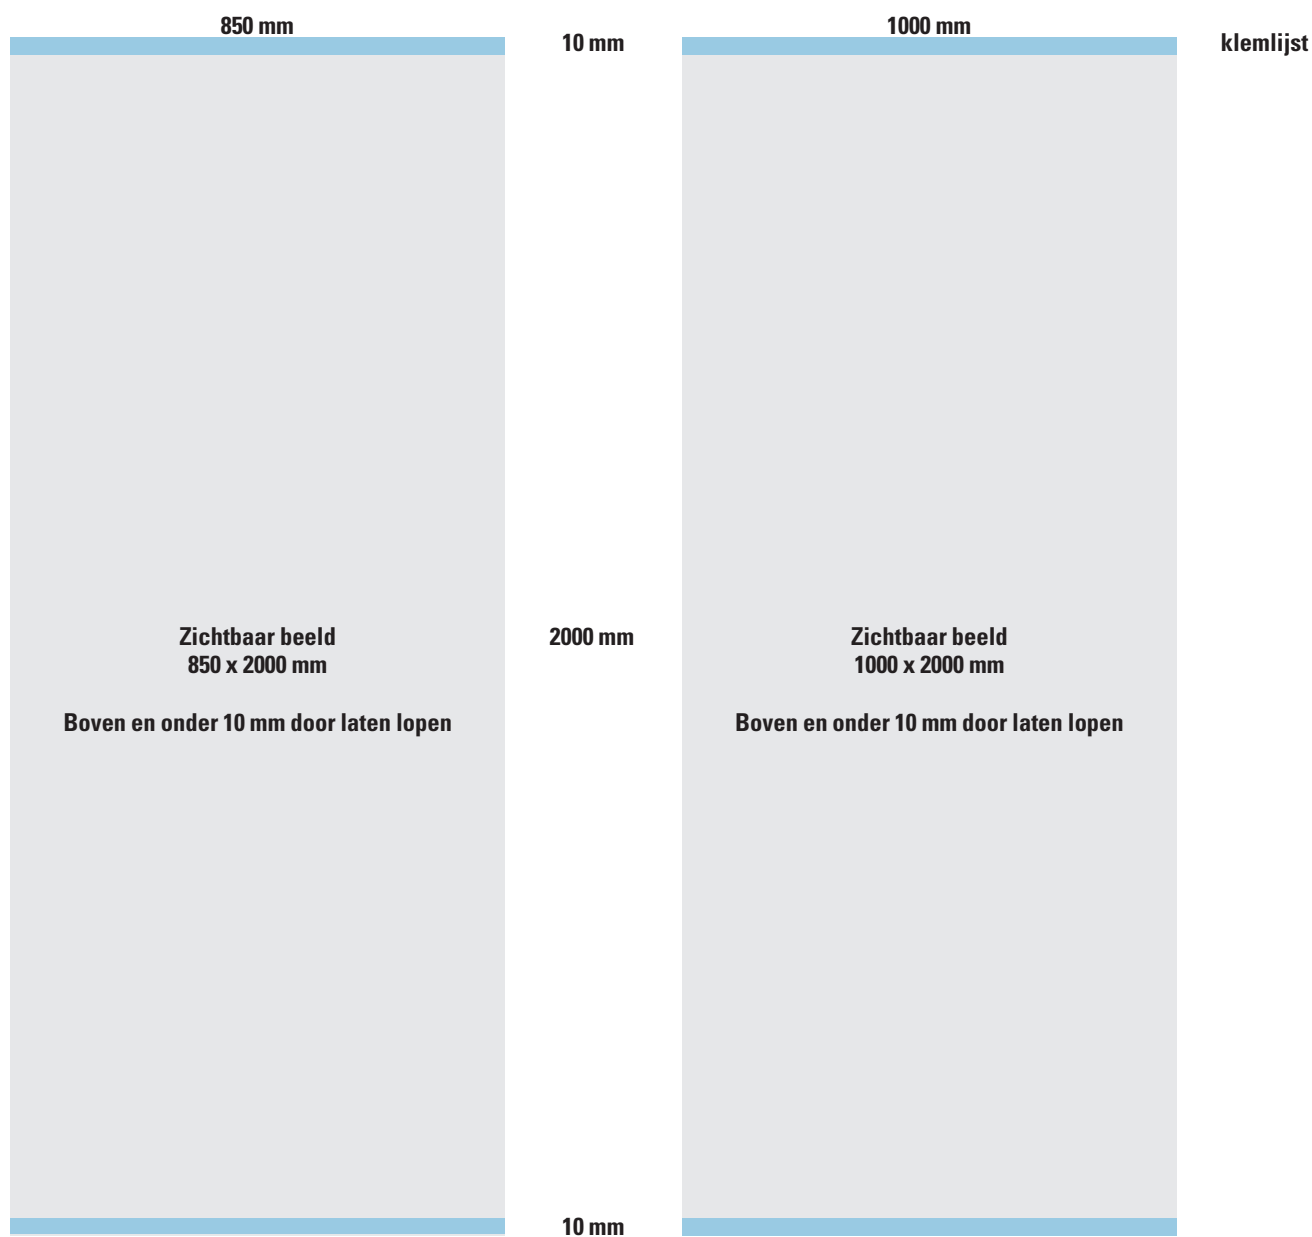 850 mm
10 mm
1000 mm
klemlijst
Zichtbaar beeld
850 x 2000 mm
Boven en onder 10 mm door laten lopen
2000 mm
Zichtbaar beeld
1000 x 2000 mm
Boven en onder 10 mm door laten lopen
10 mm